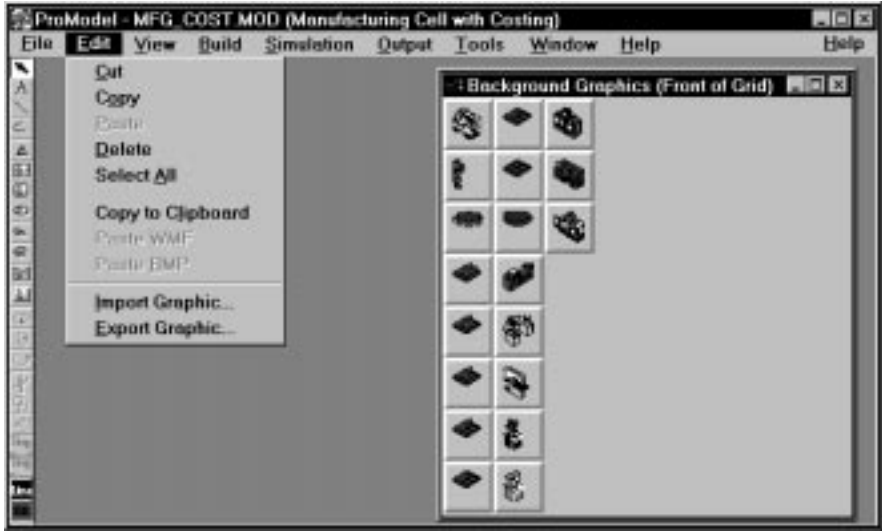 ProModel - MFG_COST.MOD (Manufacturing Cell with Costing)
File Edit View Build Simulation Output Tools Window Help Help
Cut
Copy
Paste
Delete
Select All
Copy to Clipboard
Paste WMF
Paste BMP
Import Graphic...
Export Graphic...
Background Graphics (Front of Grid)